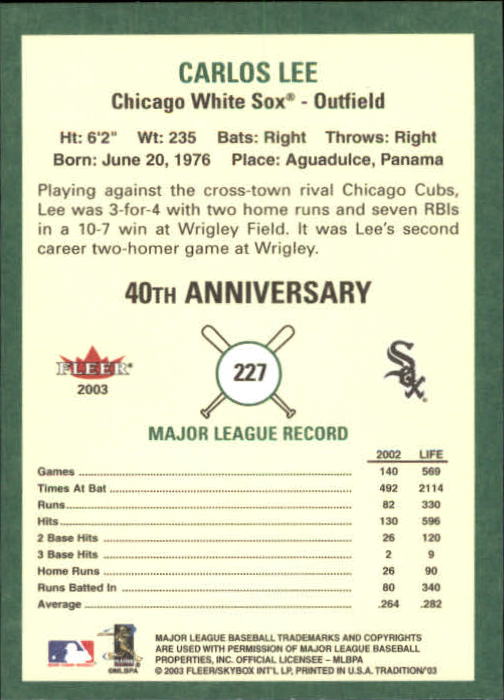 CARLOS LEE
Chicago White Sox® - Outfield
Ht: 6'2" Wt: 235 Bats: Right Throws: Right
Born: June 20, 1976 Place: Aguadulce, Panama
Playing against the cross-town rival Chicago Cubs,
Lee was 3-for-4 with two home runs and seven RBIs
in a 10-7 win at Wrigley Field. It was Lee's second
career two-homer game at Wrigley.
40TH ANNIVERSARY
FLEER®
2003
227
Sox
MAJOR LEAGUE RECORD
2002 LIFE
Games 140 569
Times At Bat 492 2114
Runs 82 330
Hits 130 596
2 Base Hits 26 120
3 Base Hits 2 9
Home Runs 26 90
Runs Batted In 80 340
Average .264 .282
©MLBPA
MAJOR LEAGUE BASEBALL TRADEMARKS AND COPYRIGHTS
ARE USED WITH PERMISSION OF MAJOR LEAGUE BASEBALL
PROPERTIES, INC. OFFICIAL LICENSEE - MLBPA
© 2003 FLEER/SKYBOX INT'L LP, PRINTED IN U.S.A. TRADITION/'03